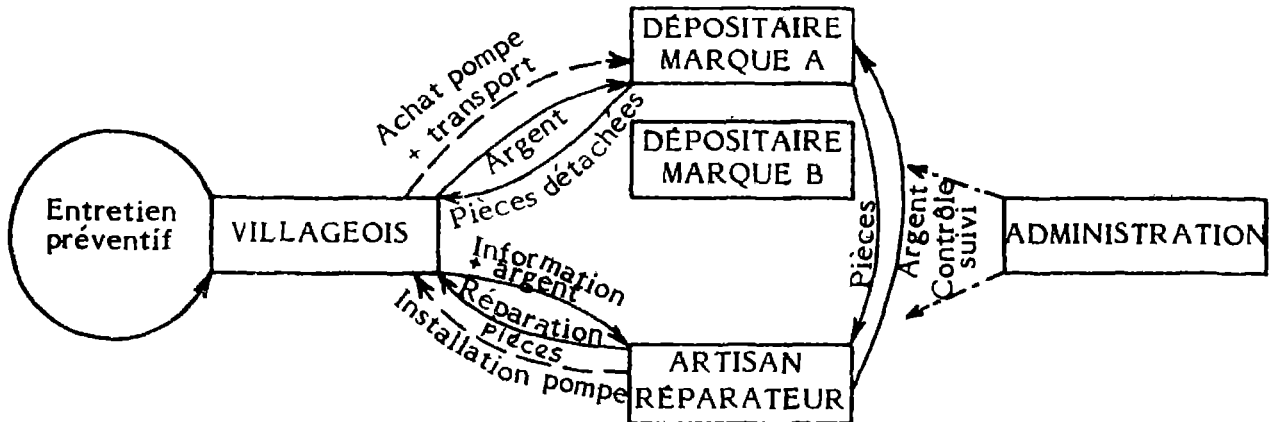 DÉPOSITAIRE
MARQUE A
Achat pompe
+ transport
Argent
Pièces détachées
DÉPOSITAIRE
MARQUE B
Entretien
préventif
VILLAGEOIS
Information
+ argent
Réparation
pièces
Installation pompe
Pièces
Argent
Contrôle
suivi
ADMINISTRATION
ARTISAN
RÉPARATEUR